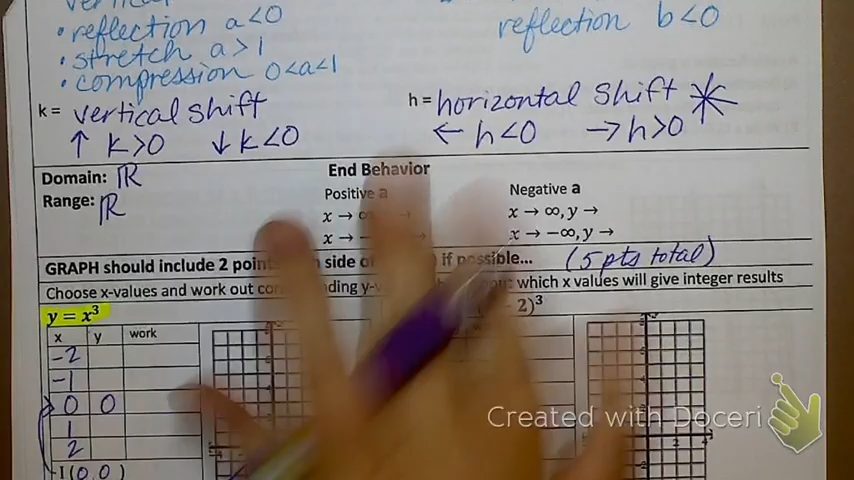 • reflection a<0
reflection b<0
• stretch a>1
• compression 0<a<1
k = vertical shift
h = horizontal shift
↑ k>0 ↓ k<0
← h<0 → h>0
End Behavior
Domain: ℝ
Range: ℝ
Positive a
Negative a
x → ∞
x → ∞, y →
x → −
x → −∞, y →
GRAPH should include 2 points side of if possible... (5 pts total)
Choose x-values and work out which x values will give integer results
y = x³
− 2)³
x y work
-2
-1
0 0
1
2
I(0,0)
Created with Doceri